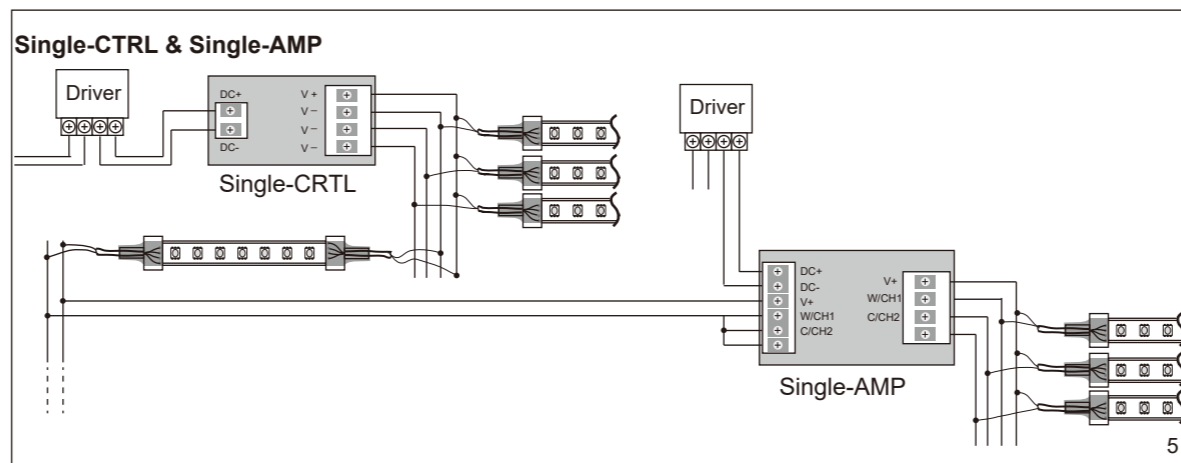 Single-CTRL & Single-AMP
Driver
DC+
DC-
V+
V-
V-
V-
Single-CRTL
Driver
DC+
DC-
V+
W/CH1
C/CH2
V+
W/CH1
C/CH2
Single-AMP
5